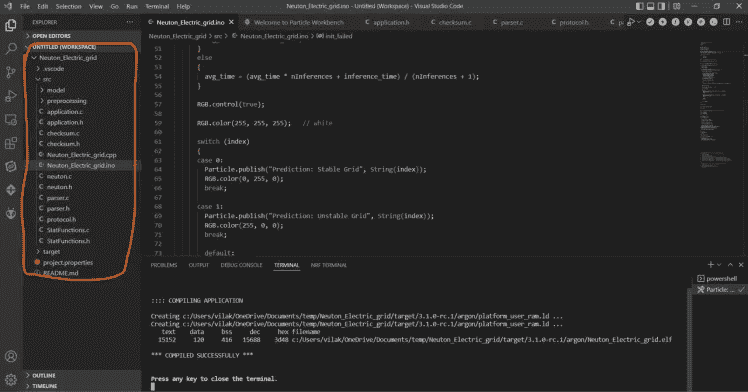 File Edit Selection View Go Run Terminal Help
Neuton_Electric_grid.ino - Untitled (Workspace) - Visual Studio Code
EXPLORER
Neuton_Electric_grid.ino
Welcome to Particle Workbench
application.h
checksum.c
parser.c
protocol.h
OPEN EDITORS
UNTITLED (WORKSPACE)
Neuton_Electric_grid
.vscode
src
model
preprocessing
application.c
application.h
checksum.c
checksum.h
Neuton_Electric_grid.cpp
Neuton_Electric_grid.ino
neuton.c
neuton.h
parser.c
parser.h
protocol.h
StatFunctions.c
StatFunctions.h
target
project.properties
README.md
OUTLINE
TIMELINE
Neuton_Electric_grid > src > Neuton_Electric_grid.ino > init_failed
51 }
52 else
53 {
54 avg_time = (avg_time * nInferences + inference_time) / (nInferences + 1);
55 }
56
57 RGB.control(true);
58
59 RGB.color(255, 255, 255); // white
60
61 switch (index)
62 {
63 case 0:
64 Particle.publish("Prediction: Stable Grid", String(index));
65 RGB.color(0, 255, 0);
66 break;
67
68 case 1:
69 Particle.publish("Prediction: Unstable Grid", String(index));
70 RGB.color(255, 0, 0);
71 break;
72
73 default:
PROBLEMS OUTPUT DEBUG CONSOLE TERMINAL NRF TERMINAL
:::: COMPILING APPLICATION
Creating c:/Users/vilak/OneDrive/Documents/temp/Neuton_Electric_grid/target/3.1.0-rc.1/argon/platform_user_ram.ld ...
Creating c:/Users/vilak/OneDrive/Documents/temp/Neuton_Electric_grid/target/3.1.0-rc.1/argon/platform_user_ram.ld ...
text data bss dec hex filename
15152 120 416 15688 3d48 c:/Users/vilak/OneDrive/Documents/temp/Neuton_Electric_grid/target/3.1.0-rc.1/argon/Neuton_Electric_grid.elf
*** COMPILED SUCCESSFULLY ***
Press any key to close the terminal.
powershell
Particle: ...